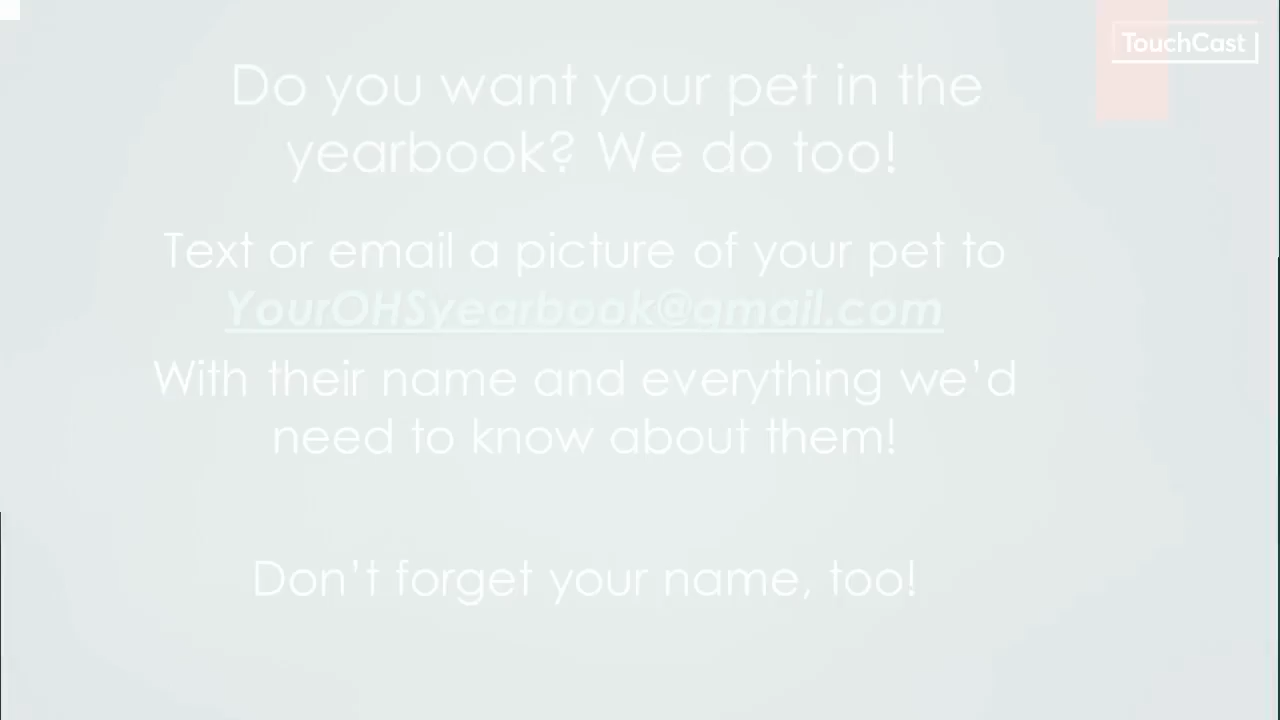 TouchCast
Do you want your pet in the
yearbook? We do too!
Text or email a picture of your pet to
YourOHSyearbook@gmail.com
With their name and everything we’d
need to know about them!
Don’t forget your name, too!